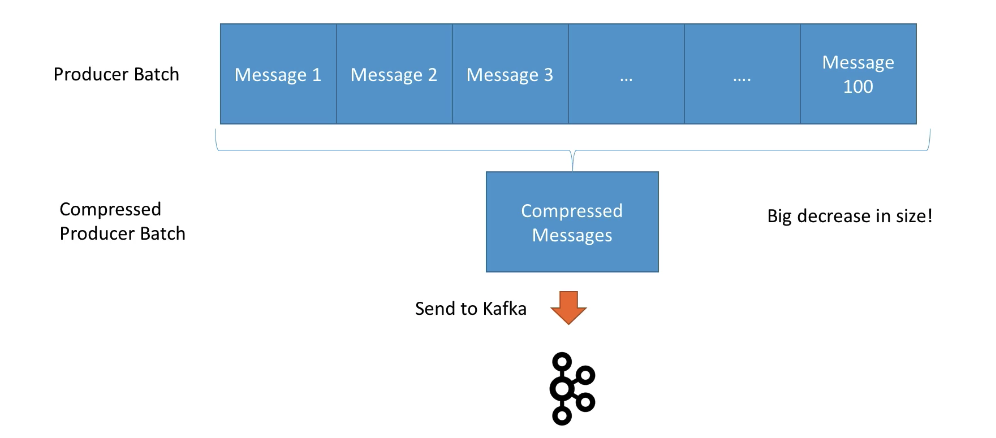 Producer Batch
Message 1
Message 2
Message 3
...
....
Message
100
Compressed
Producer Batch
Compressed
Messages
Big decrease in size!
Send to Kafka